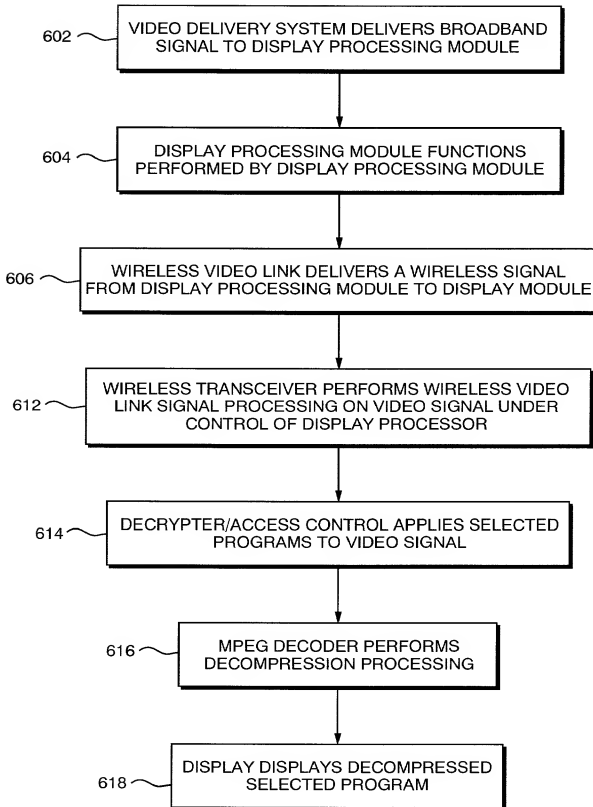 602
VIDEO DELIVERY SYSTEM DELIVERS BROADBAND
SIGNAL TO DISPLAY PROCESSING MODULE
604
DISPLAY PROCESSING MODULE FUNCTIONS
PERFORMED BY DISPLAY PROCESSING MODULE
606
WIRELESS VIDEO LINK DELIVERS A WIRELESS SIGNAL
FROM DISPLAY PROCESSING MODULE TO DISPLAY MODULE
612
WIRELESS TRANSCEIVER PERFORMS WIRELESS VIDEO
LINK SIGNAL PROCESSING ON VIDEO SIGNAL UNDER
CONTROL OF DISPLAY PROCESSOR
614
DECRYPTER/ACCESS CONTROL APPLIES SELECTED
PROGRAMS TO VIDEO SIGNAL
616
MPEG DECODER PERFORMS
DECOMPRESSION PROCESSING
618
DISPLAY DISPLAYS DECOMPRESSED
SELECTED PROGRAM